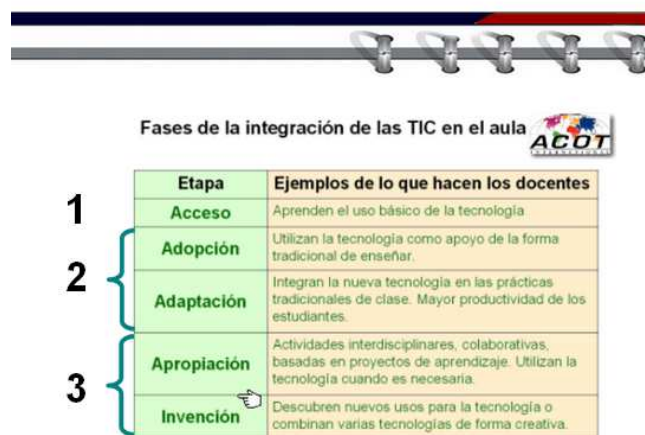 Fases de la integración de las TIC en el aula
ACOT
Etapa Ejemplos de lo que hacen los docentes
1
Acceso Aprenden el uso básico de la tecnología
2
Adopción Utilizan la tecnología como apoyo de la forma
tradicional de enseñar.
Adaptación Integran la nueva tecnología en las prácticas
tradicionales de clase. Mayor productividad de los
estudiantes.
3
Apropiación Actividades interdisciplinares, colaborativas,
basadas en proyectos de aprendizaje. Utilizan la
tecnología cuando es necesaria.
Invención Descubren nuevos usos para la tecnología o
combinan varias tecnologías de forma creativa.